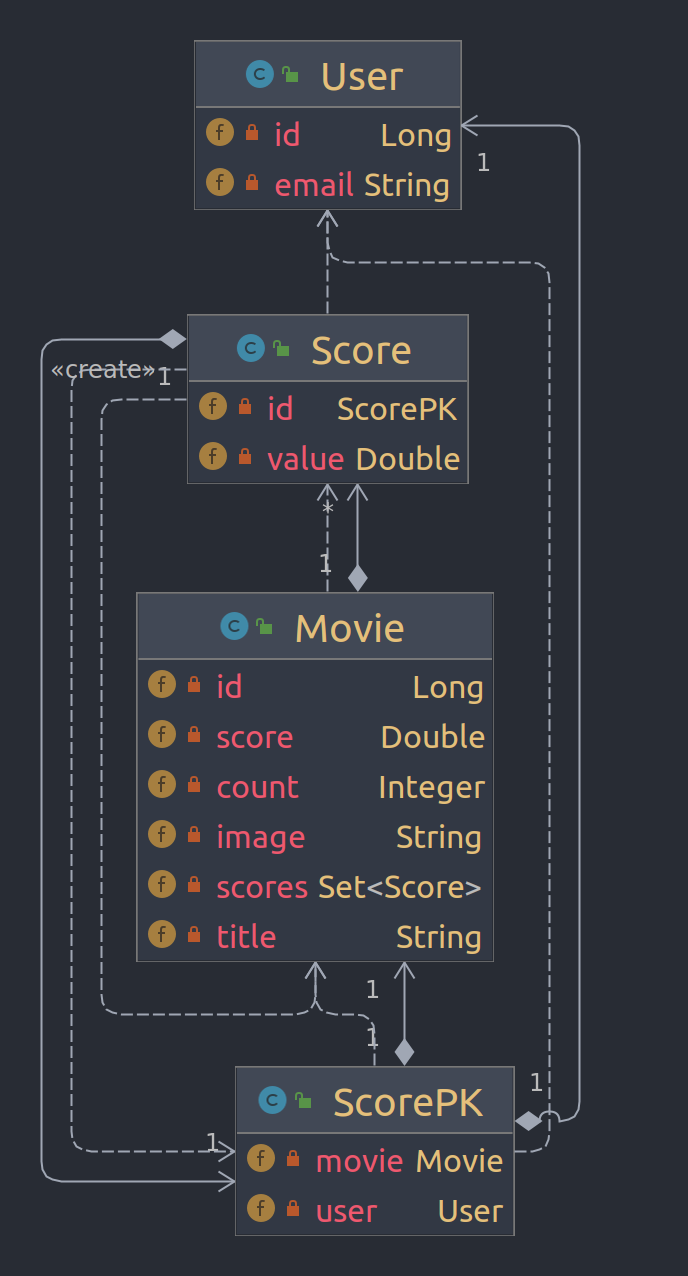 User
id Long
1
email String
Score
«create»
1
id ScorePK
value Double
*
1
Movie
id Long
score Double
count Integer
image String
scores Set<Score>
title String
1
1
1
ScorePK
1
movie Movie
user User